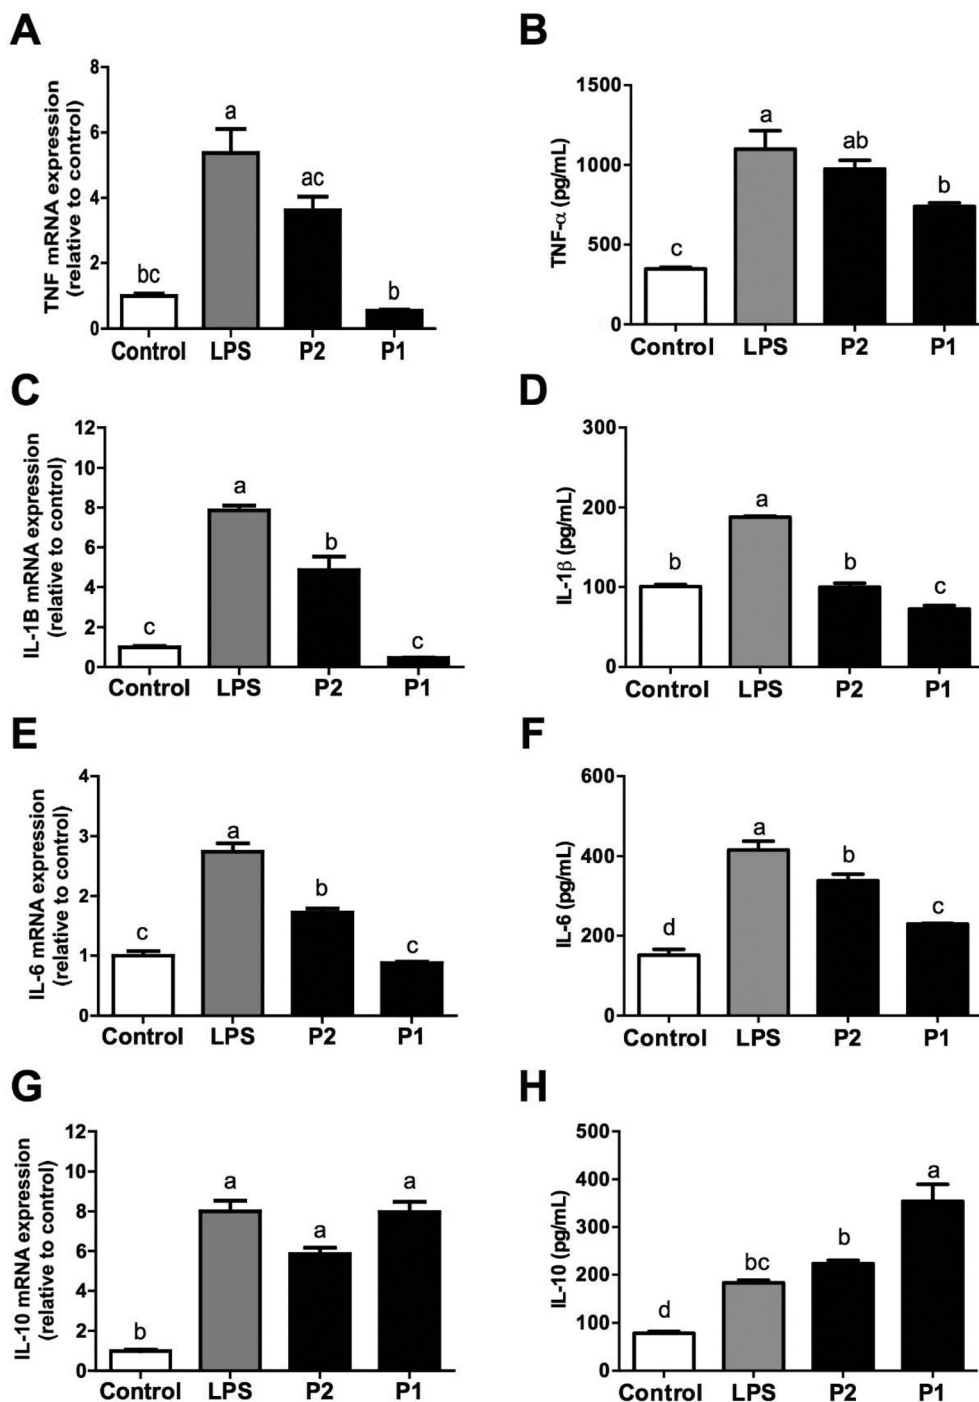 A
TNF mRNA expression
(relative to control)
8
6
4
2
0
bc
a
ac
b
Control LPS P2 P1
B
TNF-α (pg/mL)
1500
1000
500
0
c
a
ab
b
Control LPS P2 P1
C
IL-1B mRNA expression
(relative to control)
12
10
8
6
4
2
0
c
a
b
c
Control LPS P2 P1
D
IL-1β (pg/mL)
300
200
100
0
b
a
b
c
Control LPS P2 P1
E
IL-6 mRNA expression
(relative to control)
4
3
2
1
0
c
a
b
c
Control LPS P2 P1
F
IL-6 (pg/mL)
600
400
200
0
d
a
b
c
Control LPS P2 P1
G
IL-10 mRNA expression
(relative to control)
12
10
8
6
4
2
0
b
a
a
a
Control LPS P2 P1
H
IL-10 (pg/mL)
500
400
300
200
100
0
d
bc
b
a
Control LPS P2 P1